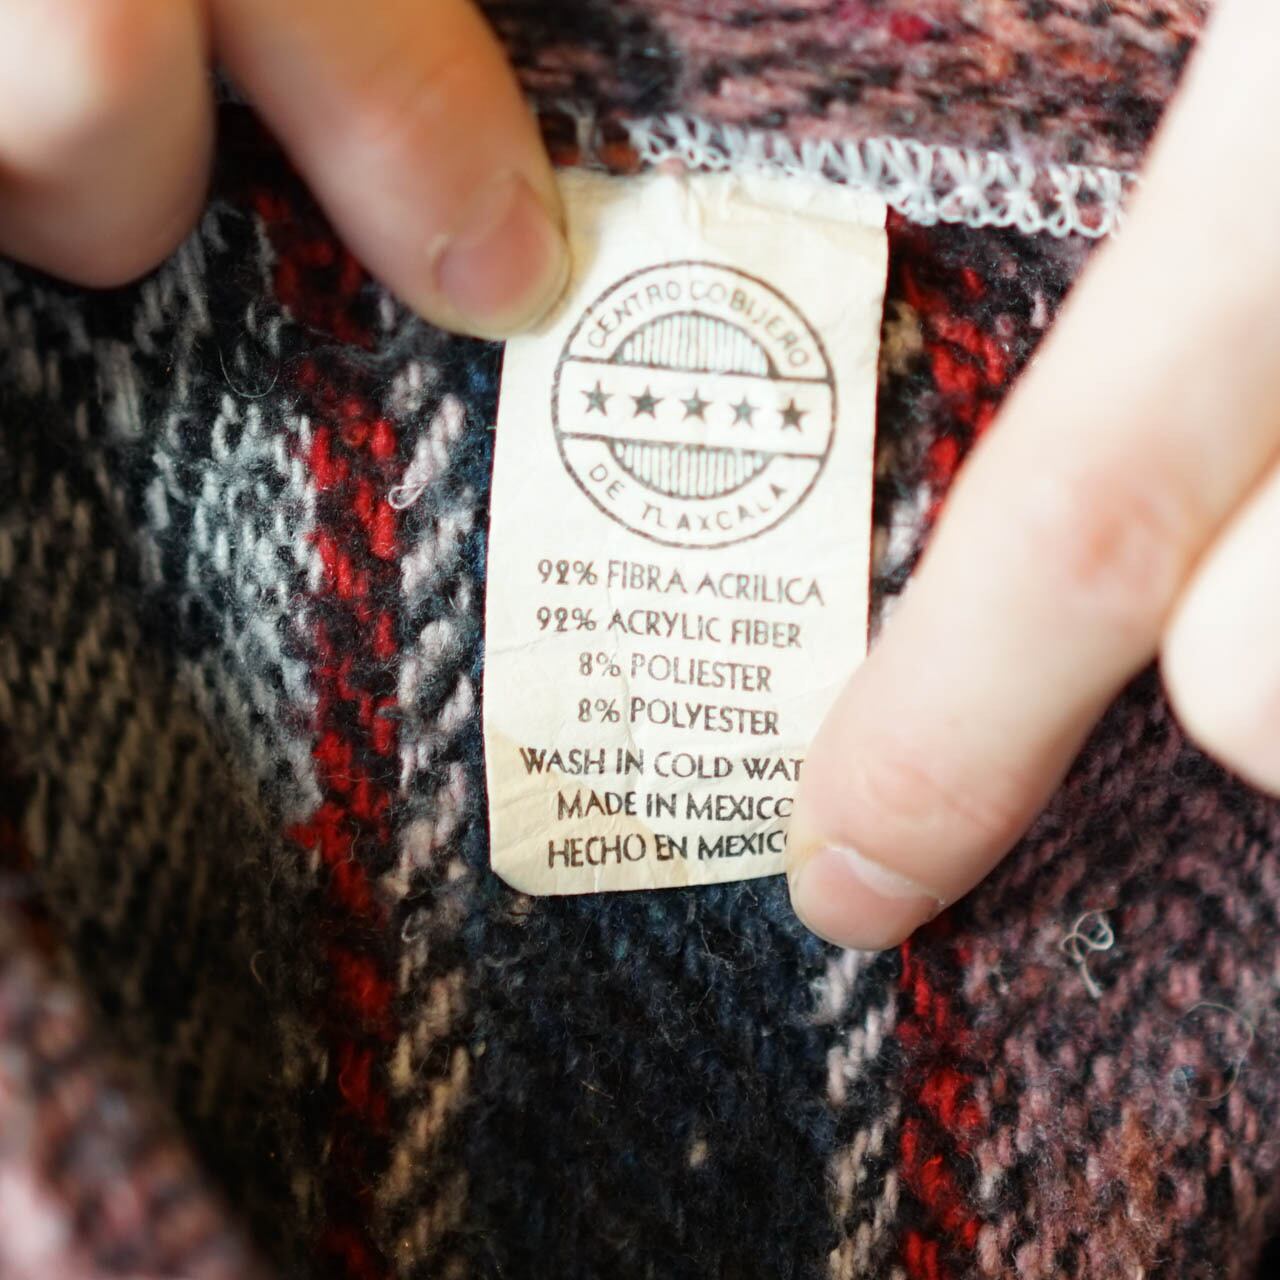 CENTRO COBIJERO
DE TLAXCALA
92% FIBRA ACRILICA
92% ACRYLIC FIBER
8% POLIESTER
8% POLYESTER
WASH IN COLD WAT
MADE IN MEXICO
HECHO EN MEXIC